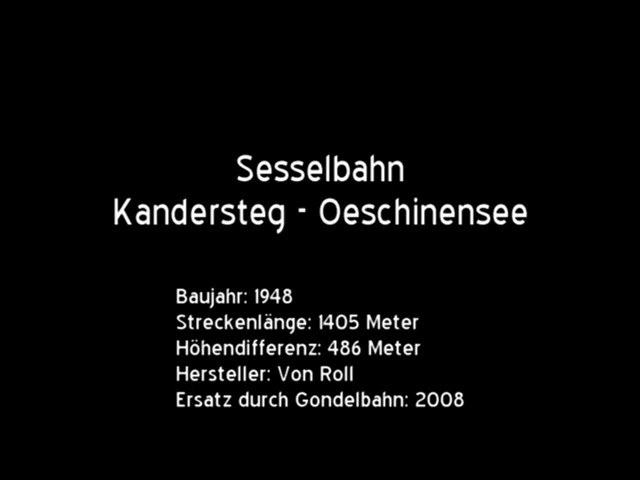 Sesselbahn
Kandersteg - Oeschinensee
Baujahr: 1948
Streckenlänge: 1405 Meter
Höhendifferenz: 486 Meter
Hersteller: Von Roll
Ersatz durch Gondelbahn: 2008